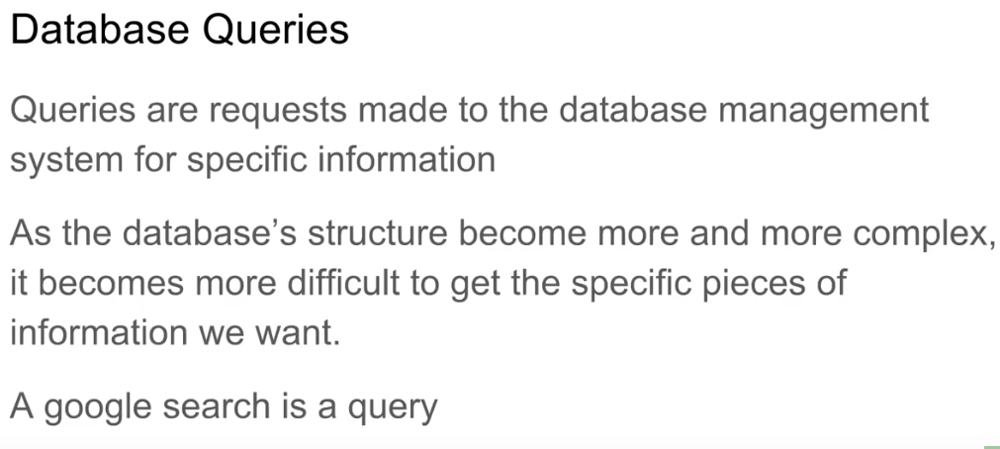 Database Queries
Queries are requests made to the database management
system for specific information
As the database's structure become more and more complex,
it becomes more difficult to get the specific pieces of
information we want.
A google search is a query